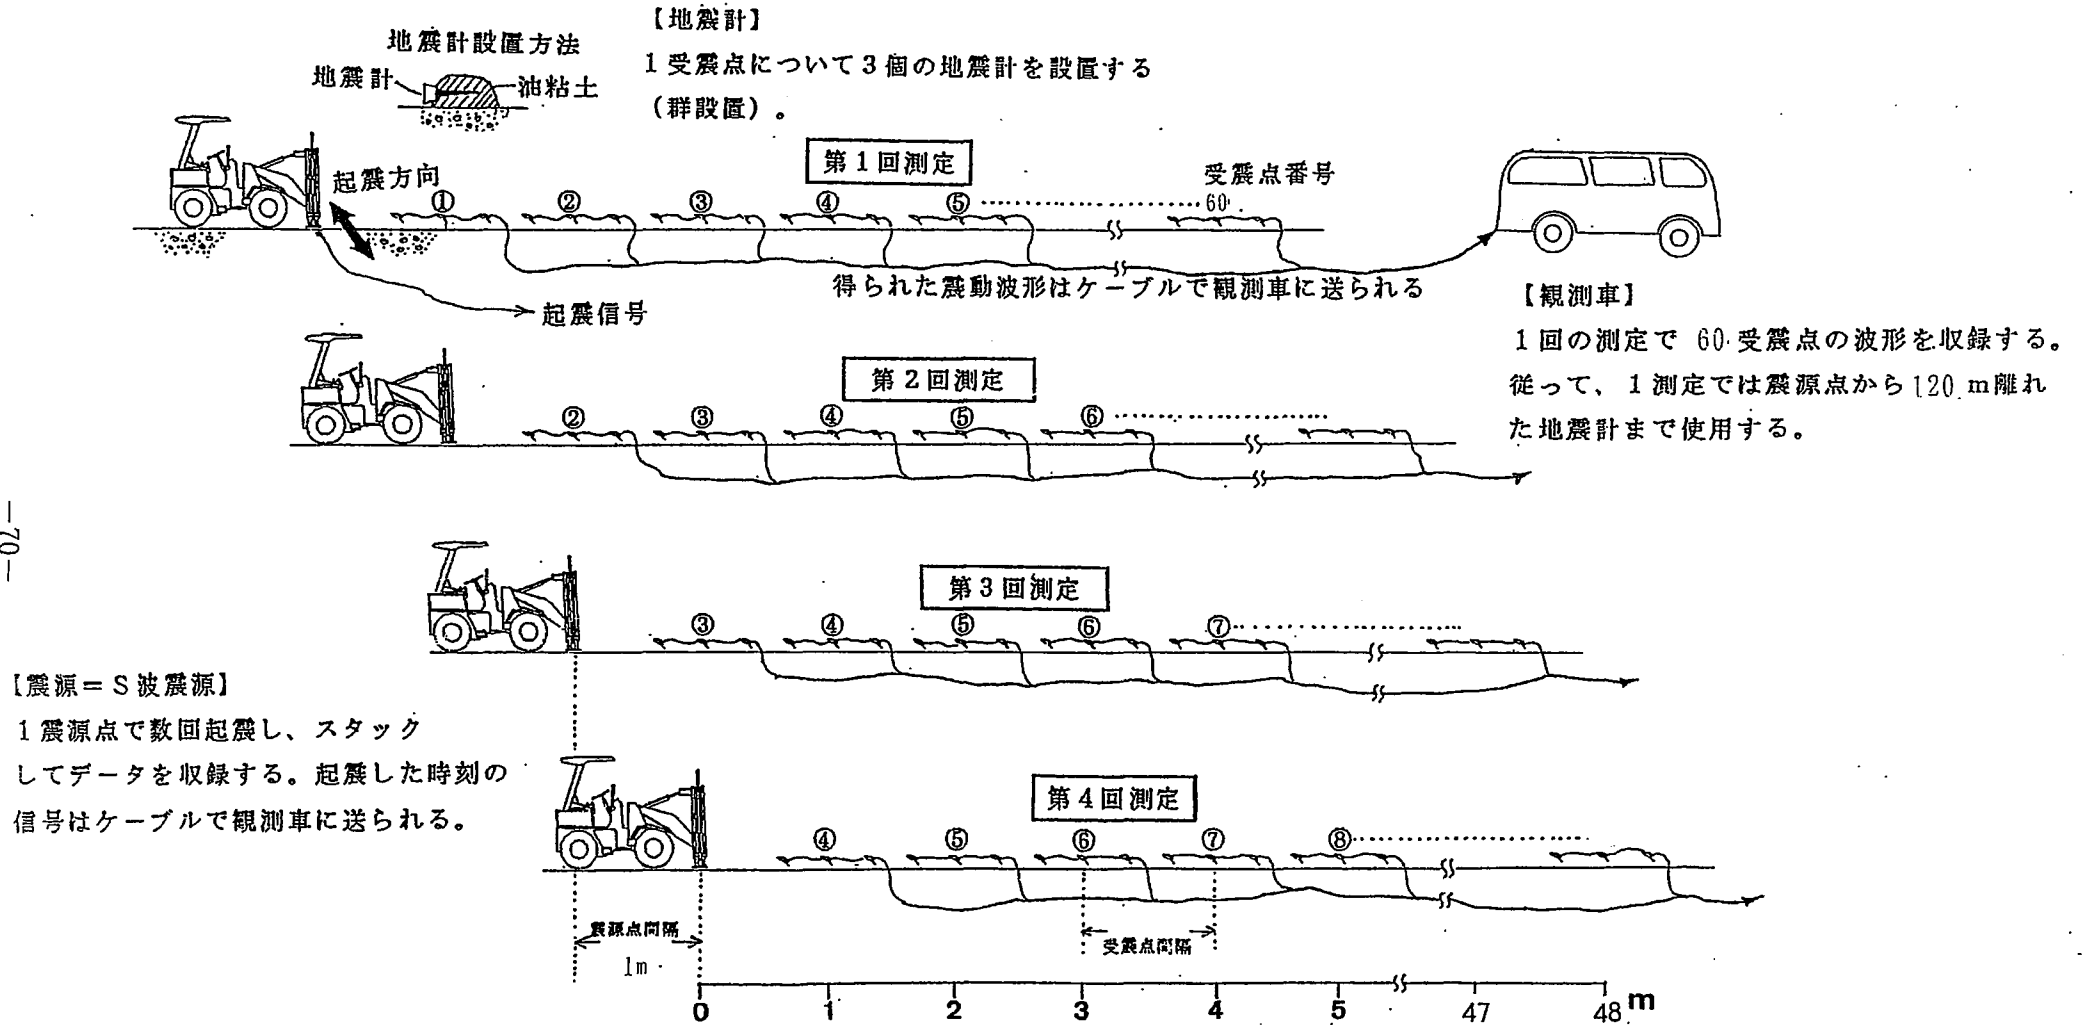 【地震計】
1受震点について3個の地震計を設置する
(群設置)。
地震計設置方法
地震計
油粘土
第1回測定
起震方向
受震点番号
① ② ③ ④ ⑤ 60
得られた震動波形はケーブルで観測車に送られる
起震信号
【観測車】
1回の測定で 60 受震点の波形を収録する。
従って、1測定では震源点から120 m離れ
た地震計まで使用する。
第2回測定
② ③ ④ ⑤ ⑥
第3回測定
③ ④ ⑤ ⑥ ⑦
【震源=S波震源】
1震源点で数回起震し、スタック
してデータを収録する。起震した時刻の
信号はケーブルで観測車に送られる。
第4回測定
④ ⑤ ⑥ ⑦ ⑧
震源点間隔
1m
受震点間隔
0 1 2 3 4 5 47 48 m
—70—